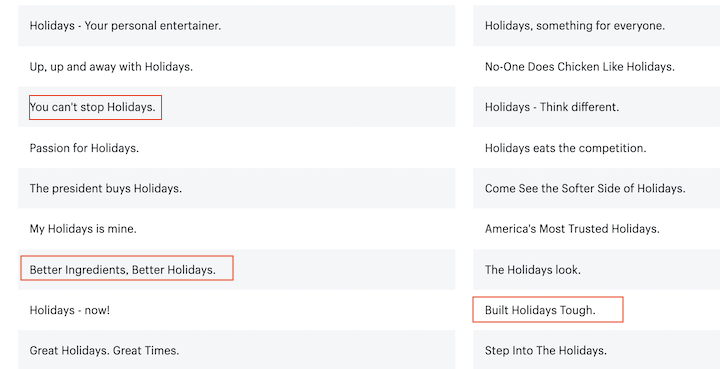 Holidays - Your personal entertainer.
Holidays, something for everyone.
Up, up and away with Holidays.
No-One Does Chicken Like Holidays.
You can't stop Holidays.
Holidays - Think different.
Passion for Holidays.
Holidays eats the competition.
The president buys Holidays.
Come See the Softer Side of Holidays.
My Holidays is mine.
America's Most Trusted Holidays.
Better Ingredients, Better Holidays.
The Holidays look.
Holidays - now!
Built Holidays Tough.
Great Holidays. Great Times.
Step Into The Holidays.